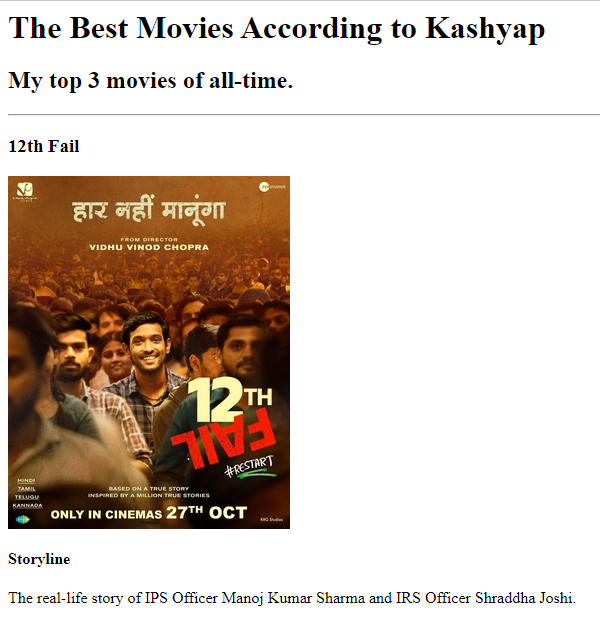 The Best Movies According to Kashyap
My top 3 movies of all-time.
12th Fail
हार नहीं मानूंगा
FROM DIRECTOR
VIDHU VINOD CHOPRA
12TH
FAIL
#RESTART
HINDI
TAMIL
TELUGU
KANNADA
BASED ON A TRUE STORY
INSPIRED BY A MILLION TRUE STORIES
ONLY IN CINEMAS 27TH OCT
Storyline
The real-life story of IPS Officer Manoj Kumar Sharma and IRS Officer Shraddha Joshi.